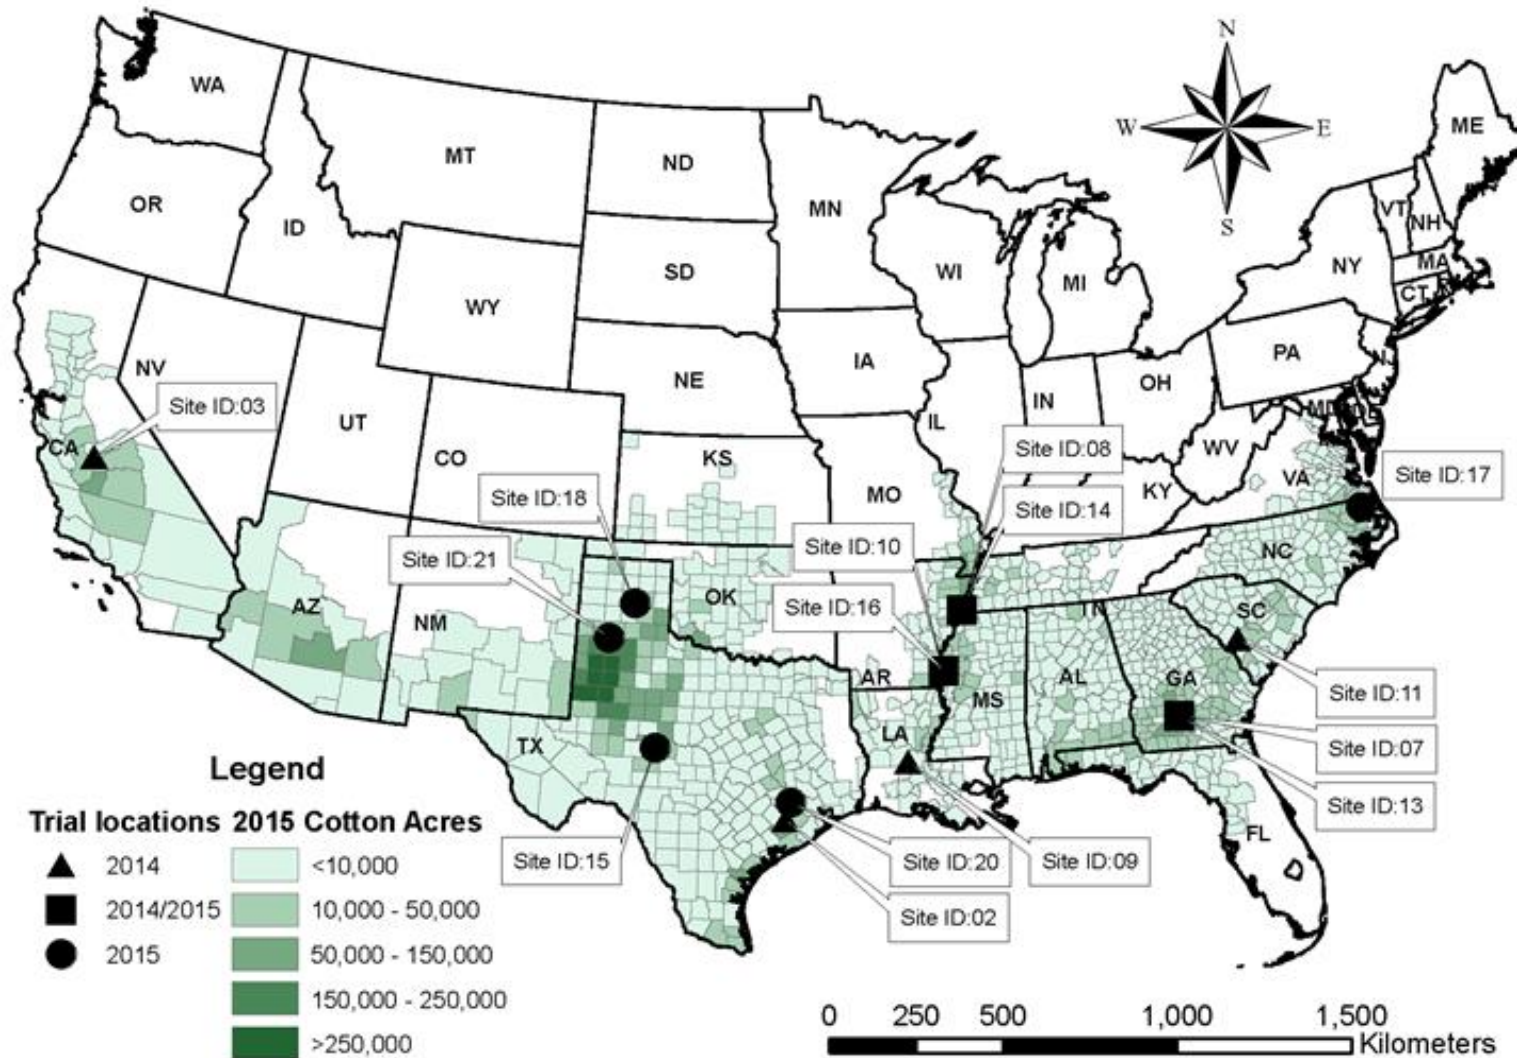 N
W
E
S
WA
MT
ND
MN
ME
OR
ID
SD
WI
MI
VT
NH
NY
MA
CT
WY
IA
NE
PA
NV
UT
CO
IL
IN
OH
MD
DE
WV
VA
KS
MO
KY
CA
Site ID:03
Site ID:08
Site ID:17
Site ID:18
Site ID:14
Site ID:10
NC
Site ID:21
AZ
NM
OK
Site ID:16
TN
SC
AR
MS
AL
GA
Site ID:11
TX
LA
Site ID:07
Site ID:13
FL
Site ID:15
Site ID:20
Site ID:09
Site ID:02
Legend
Trial locations 2015 Cotton Acres
2014 <10,000
2014/2015 10,000 - 50,000
2015 50,000 - 150,000
150,000 - 250,000
>250,000
0 250 500 1,000 1,500
Kilometers